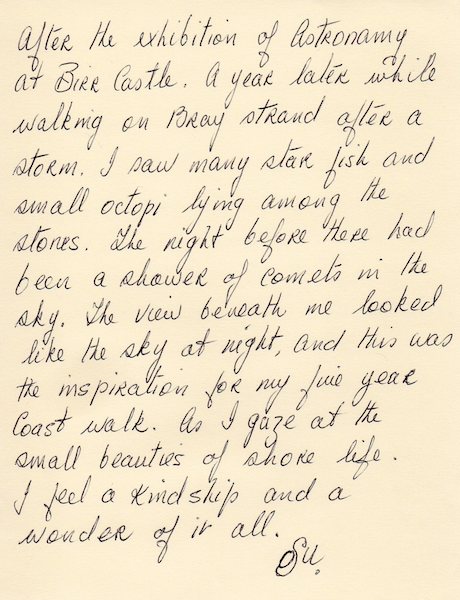 After the exhibition of Astronamy
at Birr Castle. A year later while
walking on Bray strand after a
storm. I saw many star fish and
small octopi lying among the
stones. The night before there had
been a shower of comets in the
sky. The view beneath me looked
like the sky at night, and this was
the inspiration for my five year
Coast walk. As I gaze at the
small beauties of shore life.
I feel a Kindship and a
wonder of it all.
Su.